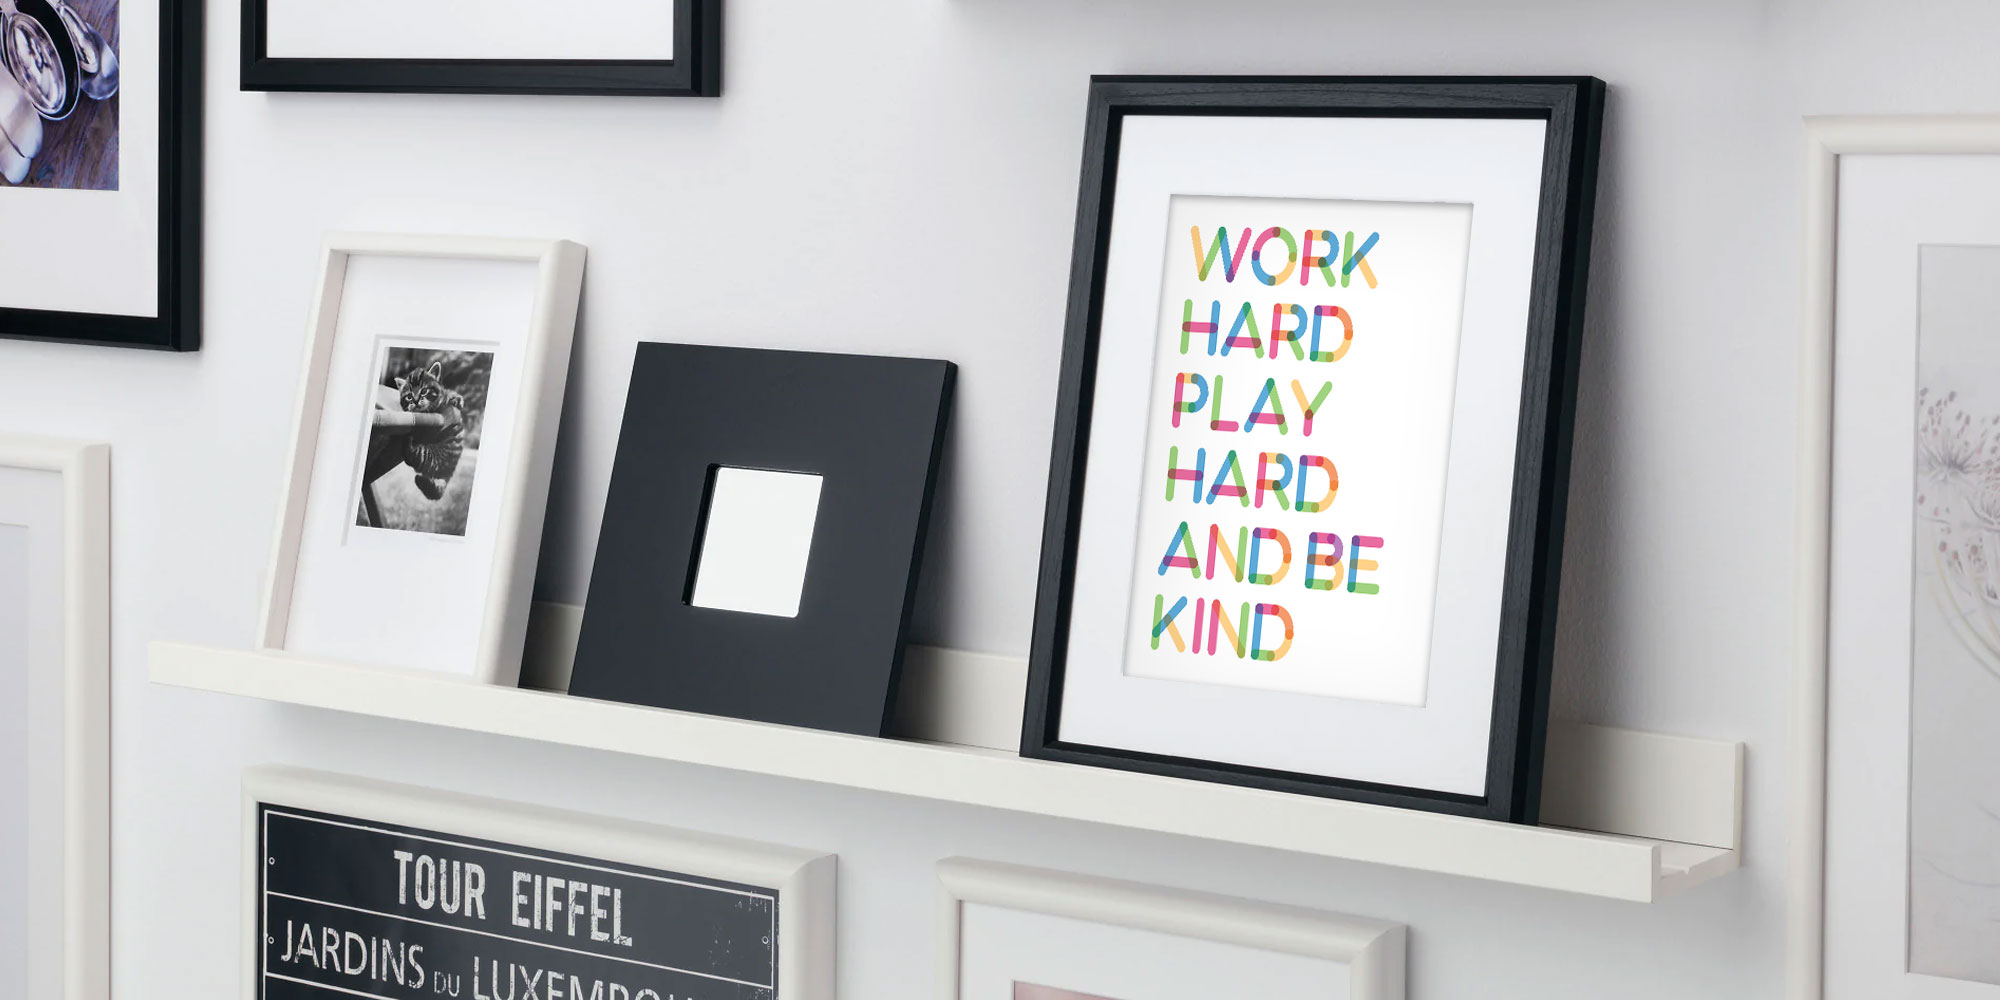 WORK
HARD
PLAY
HARD
AND BE
KIND
TOUR EIFFEL
JARDINS DU